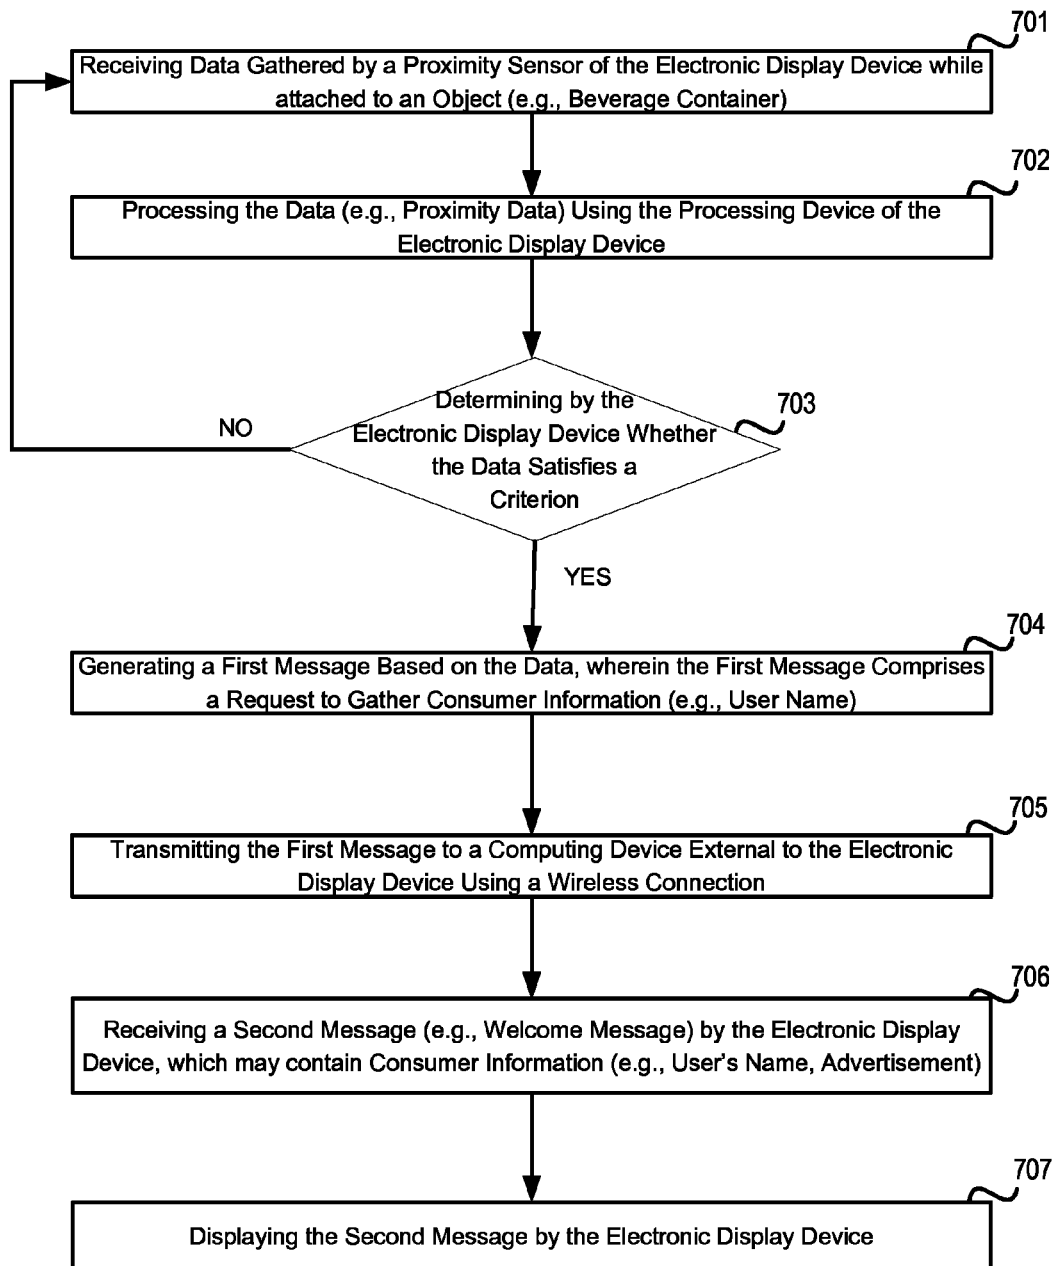 701
Receiving Data Gathered by a Proximity Sensor of the Electronic Display Device while
attached to an Object (e.g., Beverage Container)
702
Processing the Data (e.g., Proximity Data) Using the Processing Device of the
Electronic Display Device
703
Determining by the
Electronic Display Device Whether
the Data Satisfies a
Criterion
NO
YES
704
Generating a First Message Based on the Data, wherein the First Message Comprises
a Request to Gather Consumer Information (e.g., User Name)
705
Transmitting the First Message to a Computing Device External to the Electronic
Display Device Using a Wireless Connection
706
Receiving a Second Message (e.g., Welcome Message) by the Electronic Display
Device, which may contain Consumer Information (e.g., User’s Name, Advertisement)
707
Displaying the Second Message by the Electronic Display Device